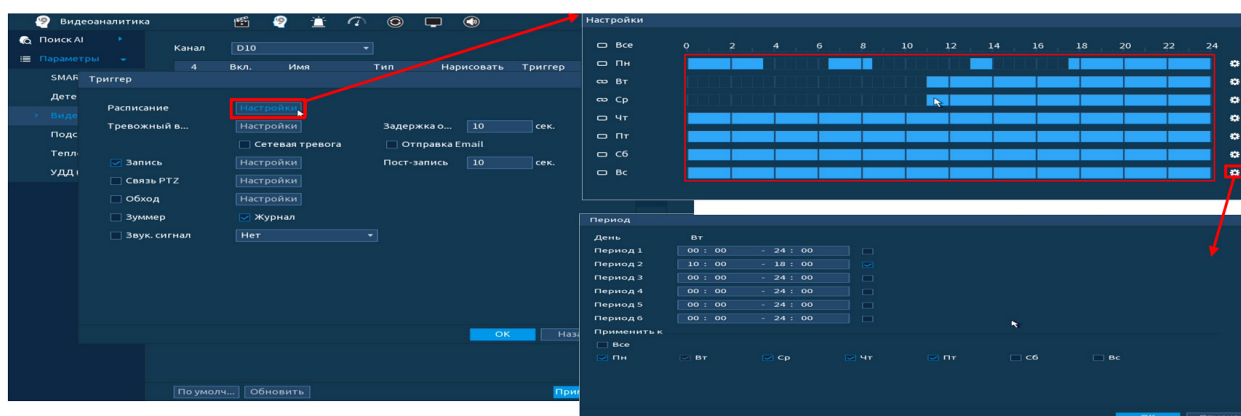 Видеоаналитика
Поиск AI
Параметры
SMAR
Дете
Виде
Подс
Тепл
УДД
Канал D10
4 Вкл. Имя Тип Нарисовать Триггер
Триггер
Расписание Настройки
Тревожный в... Настройки Задержка о... 10 сек.
Сетевая тревога Отправка Email
Запись Настройки Пост-запись 10 сек.
Связь PTZ Настройки
Обход Настройки
Зуммер Журнал
Звук. сигнал Нет
OK Наза
По умолч... Обновить При
Настройки
Все 0 2 4 6 8 10 12 14 16 18 20 22 24
Пн
Вт
Ср
Чт
Пт
Сб
Вс
Период
День Вт
Период 1 00 : 00 - 24 : 00
Период 2 10 : 00 - 18 : 00
Период 3 00 : 00 - 24 : 00
Период 4 00 : 00 - 24 : 00
Период 5 00 : 00 - 24 : 00
Период 6 00 : 00 - 24 : 00
Применить к
Все
Пн Вт Ср Чт Пт Сб Вс